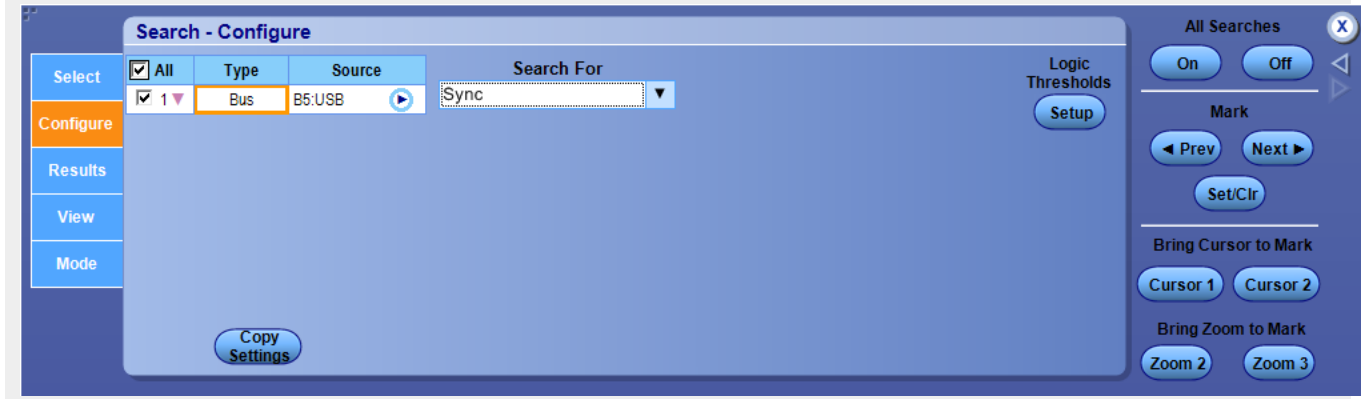 Search - Configure
All Searches
X
On Off
Select
Configure
Results
View
Mode
All Type Source
1 Bus B5:USB
Search For
Sync
Logic
Thresholds
Setup
Copy
Settings
Mark
Prev Next
Set/Clr
Bring Cursor to Mark
Cursor 1 Cursor 2
Bring Zoom to Mark
Zoom 2 Zoom 3